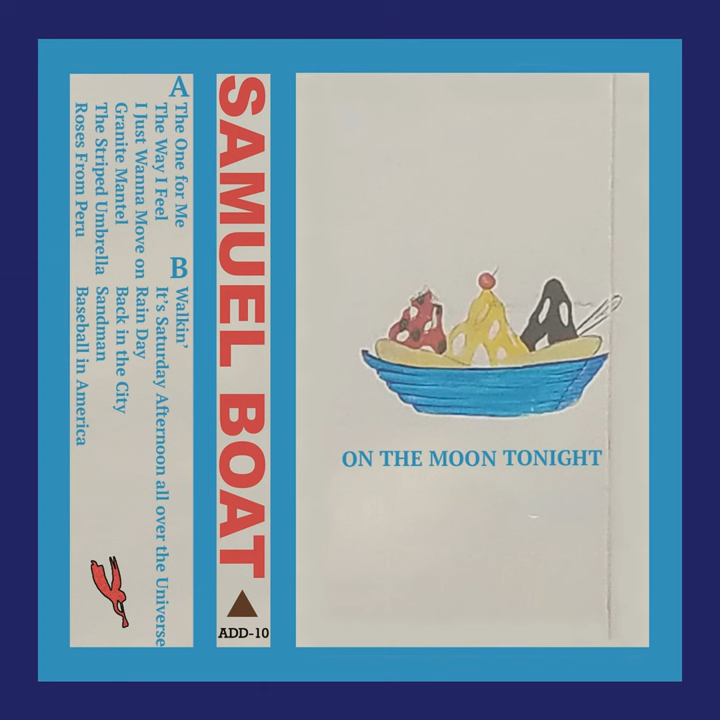 A
The One for Me
The Way I Feel
I Just Wanna Move on
Granite Mantel
The Striped Umbrella
Roses From Peru
B
Walkin'
It's Saturday Afternoon all over the Universe
Rain Day
Back in the City
Sandman
Baseball in America
SAMUEL BOAT
ADD-10
ON THE MOON TONIGHT